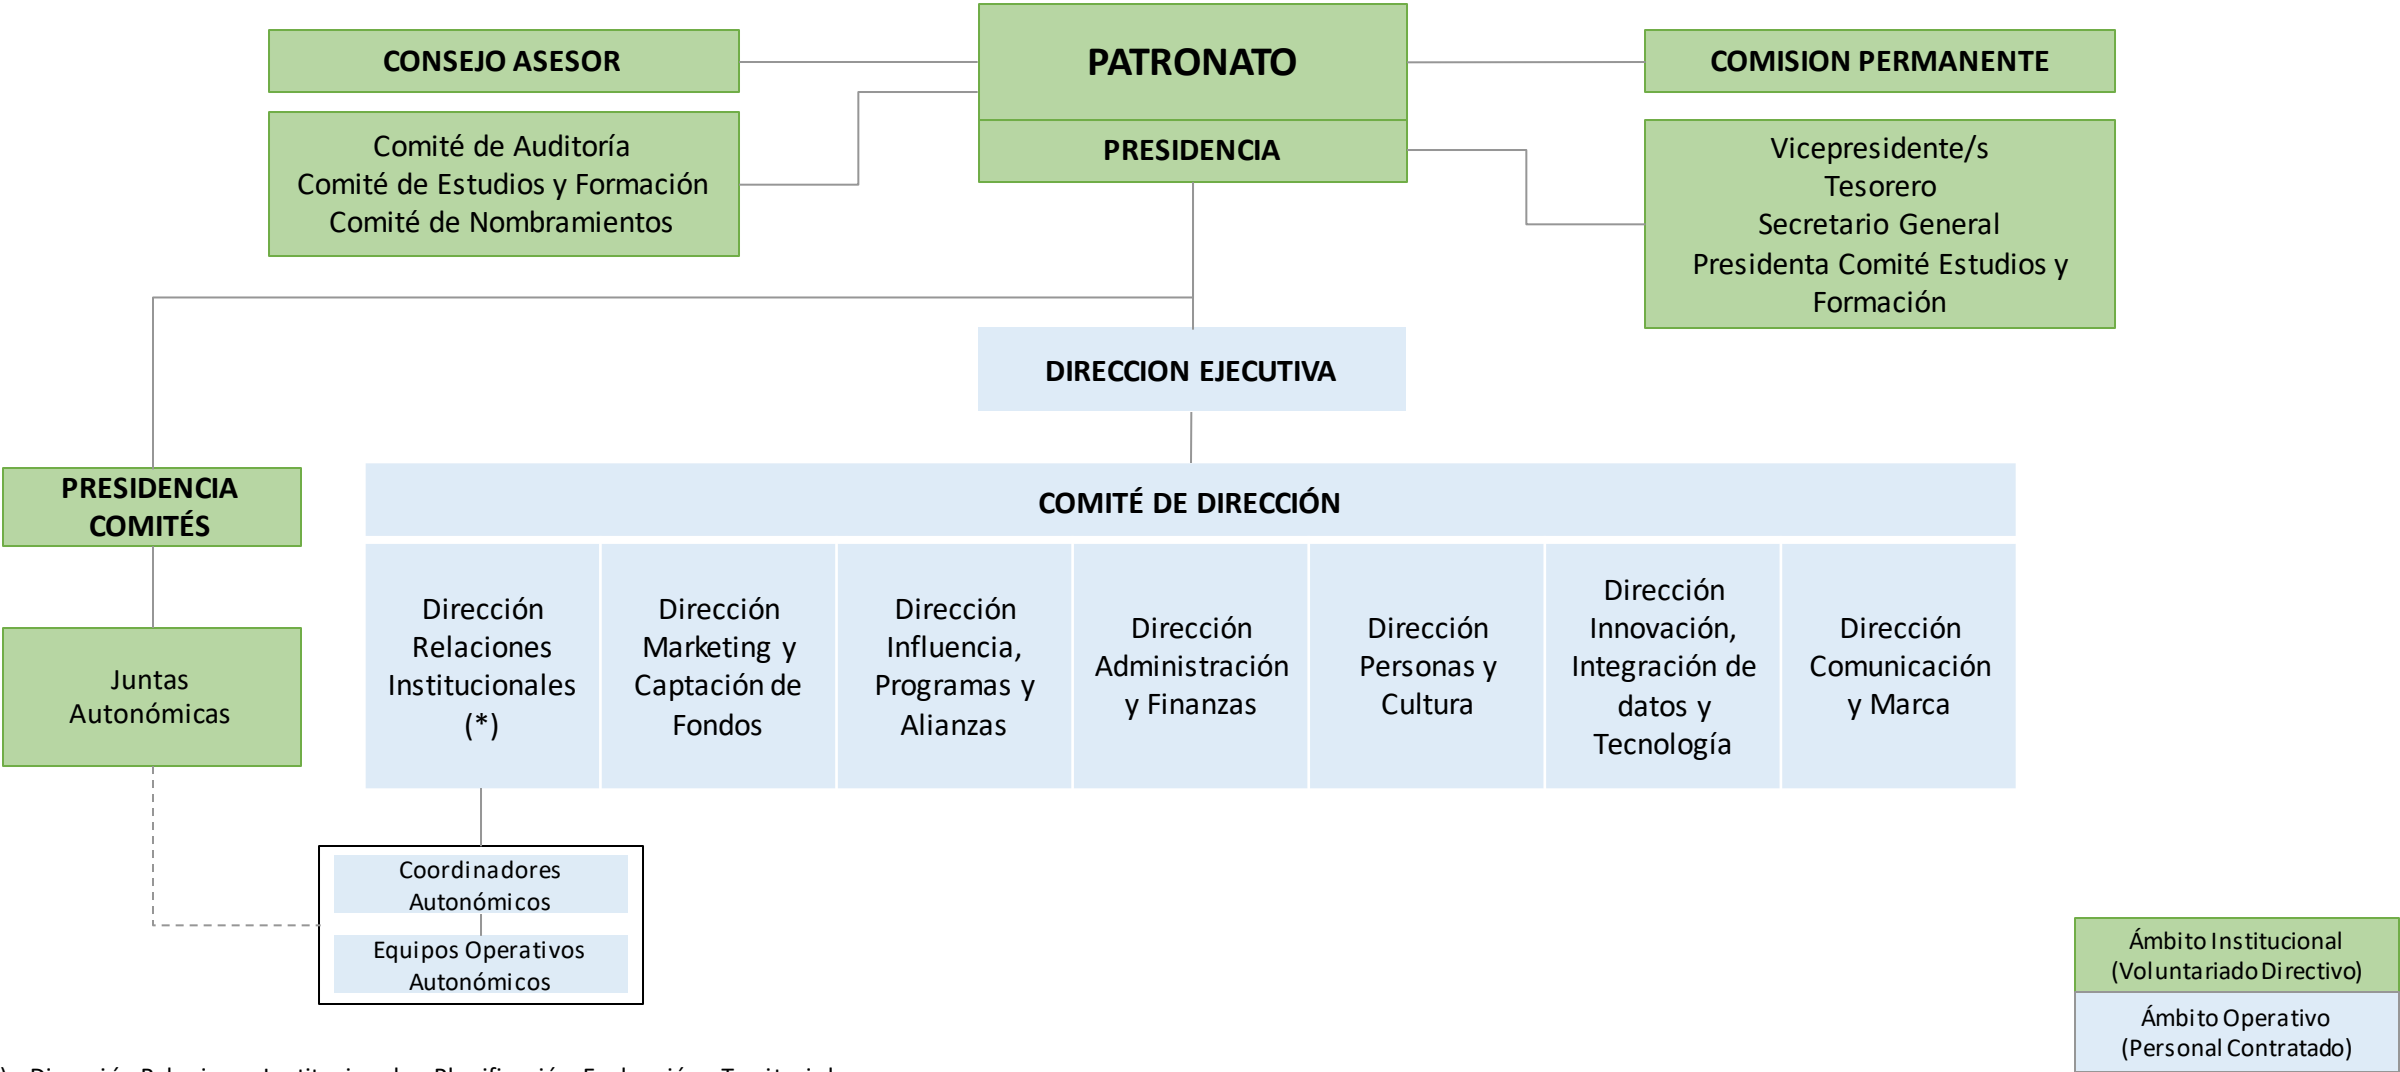 CONSEJO ASESOR
PATRONATO
COMISION PERMANENTE
Comité de Auditoría
Comité de Estudios y Formación
Comité de Nombramientos
PRESIDENCIA
Vicepresidente/s
Tesorero
Secretario General
Presidenta Comité Estudios y
Formación
DIRECCION EJECUTIVA
PRESIDENCIA
COMITÉS
COMITÉ DE DIRECCIÓN
Juntas
Autonómicas
Dirección
Relaciones
Institucionales
(*)
Dirección
Marketing y
Captación de
Fondos
Dirección
Influencia,
Programas y
Alianzas
Dirección
Administración
y Finanzas
Dirección
Personas y
Cultura
Dirección
Innovación,
Integración de
datos y
Tecnología
Dirección
Comunicación
y Marca
Coordinadores
Autonómicos
Equipos Operativos
Autonómicos
Ámbito Institucional
(Voluntariado Directivo)
Ámbito Operativo
(Personal Contratado)